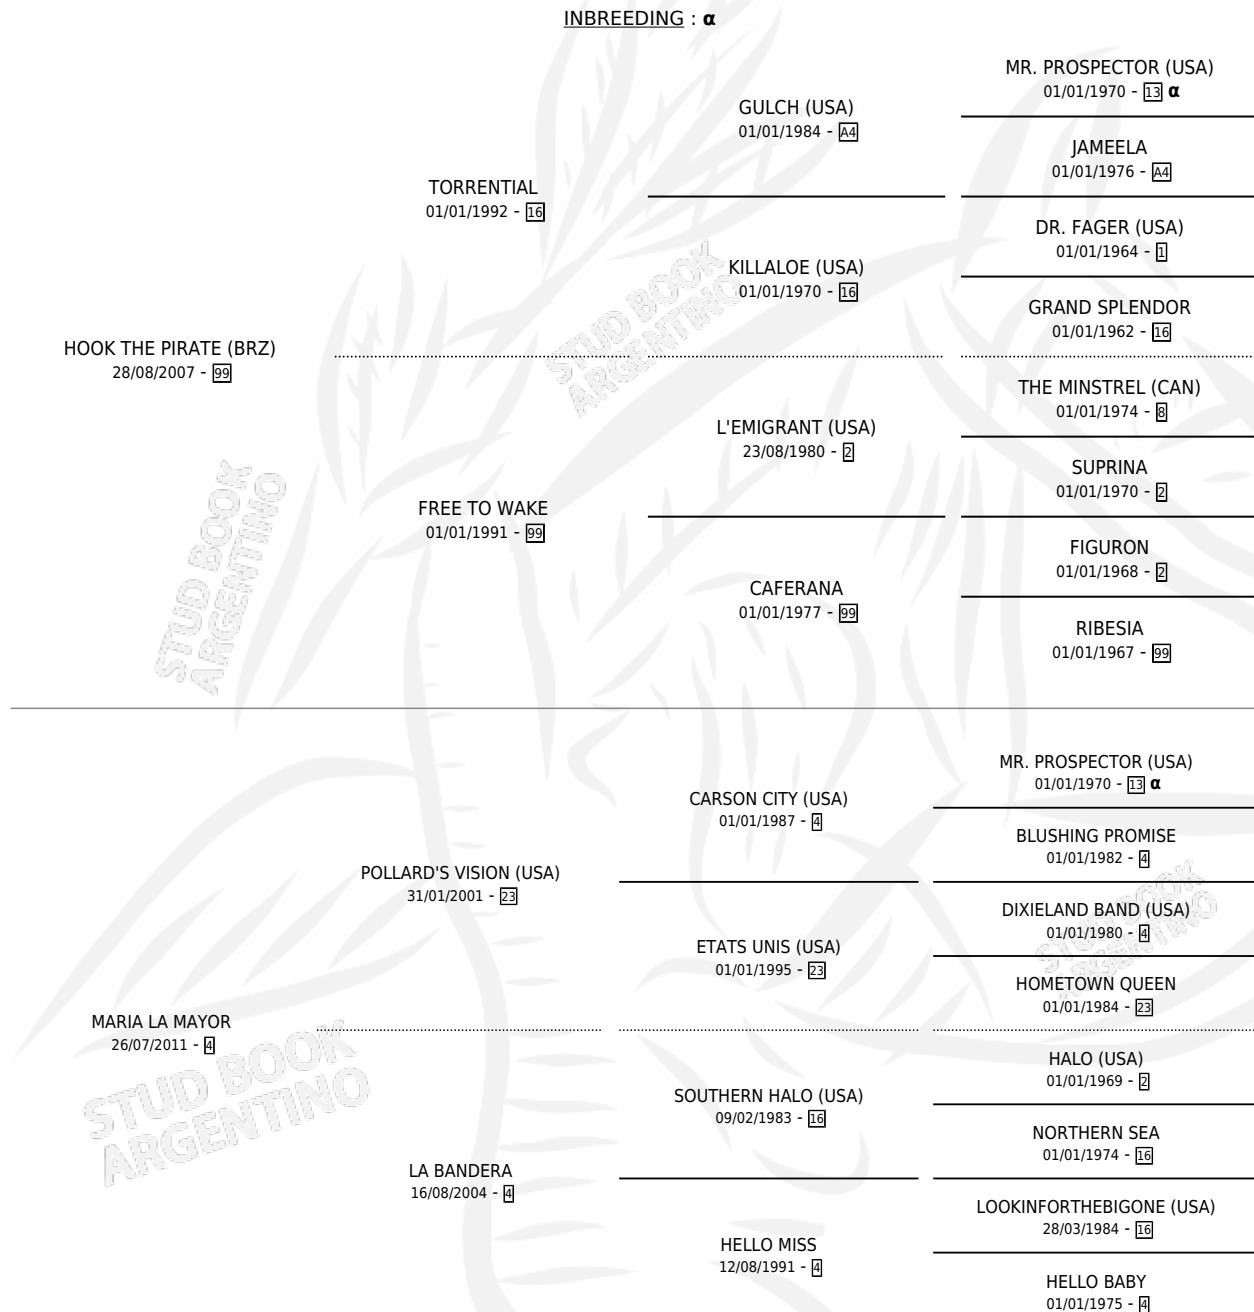 INBREEDING : α
MR. PROSPECTOR (USA)
01/01/1970 - 13 α
GULCH (USA)
01/01/1984 - A4
JAMEELA
01/01/1976 - A4
TORRENTIAL
01/01/1992 - 16
DR. FAGER (USA)
01/01/1964 - 1
KILLALOE (USA)
01/01/1970 - 16
GRAND SPLENDOR
01/01/1962 - 16
HOOK THE PIRATE (BRZ)
28/08/2007 - 99
THE MINSTREL (CAN)
01/01/1974 - 8
L'EMIGRANT (USA)
23/08/1980 - 2
SUPRINA
01/01/1970 - 2
FREE TO WAKE
01/01/1991 - 99
FIGURON
01/01/1968 - 2
CAFERANA
01/01/1977 - 99
RIBESIA
01/01/1967 - 99
MR. PROSPECTOR (USA)
01/01/1970 - 13 α
CARSON CITY (USA)
01/01/1987 - 4
BLUSHING PROMISE
01/01/1982 - 4
POLLARD'S VISION (USA)
31/01/2001 - 23
DIXIELAND BAND (USA)
01/01/1980 - 4
ETATS UNIS (USA)
01/01/1995 - 23
HOMETOWN QUEEN
01/01/1984 - 23
MARIA LA MAYOR
26/07/2011 - 4
HALO (USA)
01/01/1969 - 2
SOUTHERN HALO (USA)
09/02/1983 - 16
NORTHERN SEA
01/01/1974 - 16
LA BANDERA
16/08/2004 - 4
LOOKINFORTHEBIGONE (USA)
28/03/1984 - 16
HELLO MISS
12/08/1991 - 4
HELLO BABY
01/01/1975 - 4
STUD BOOK
ARGENTINO
STUD BOOK
ARGENTINO
STUD BOOK
ARGENTINO
STUD BOOK
ARGENTINO